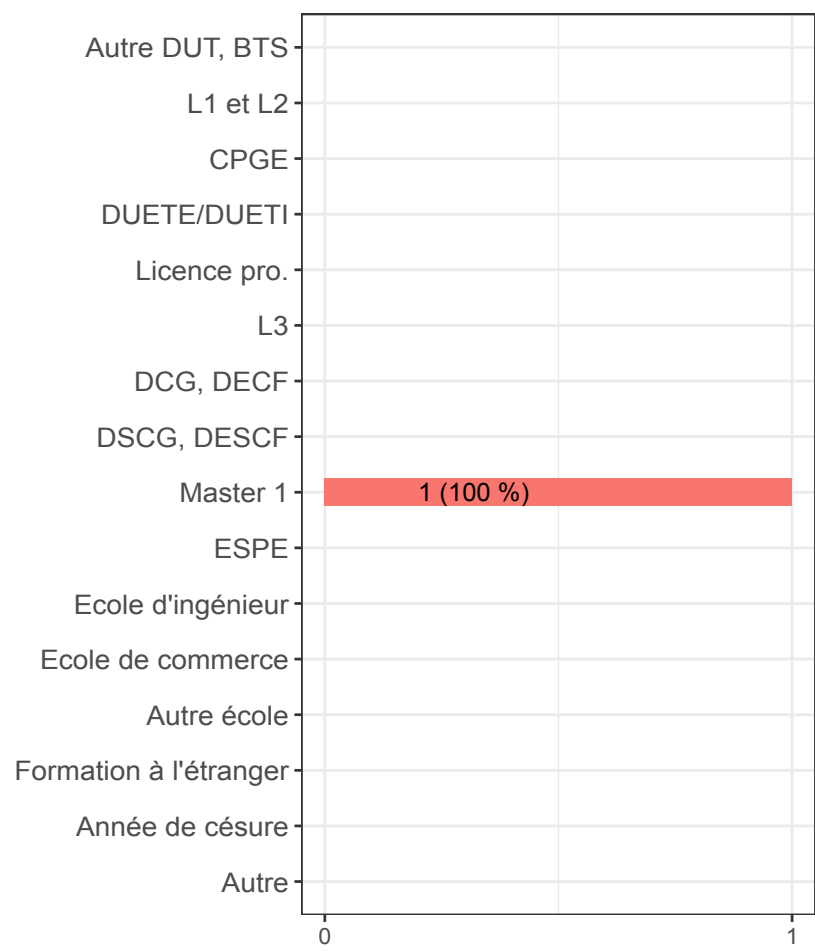 Autre DUT, BTS
L1 et L2
CPGE
DUETE/DUETI
Licence pro.
L3
DCG, DECF
DSCG, DESCF
Master 1
1 (100 %)
ESPE
Ecole d'ingénieur
Ecole de commerce
Autre école
Formation à l'étranger
Année de césure
Autre
0
1